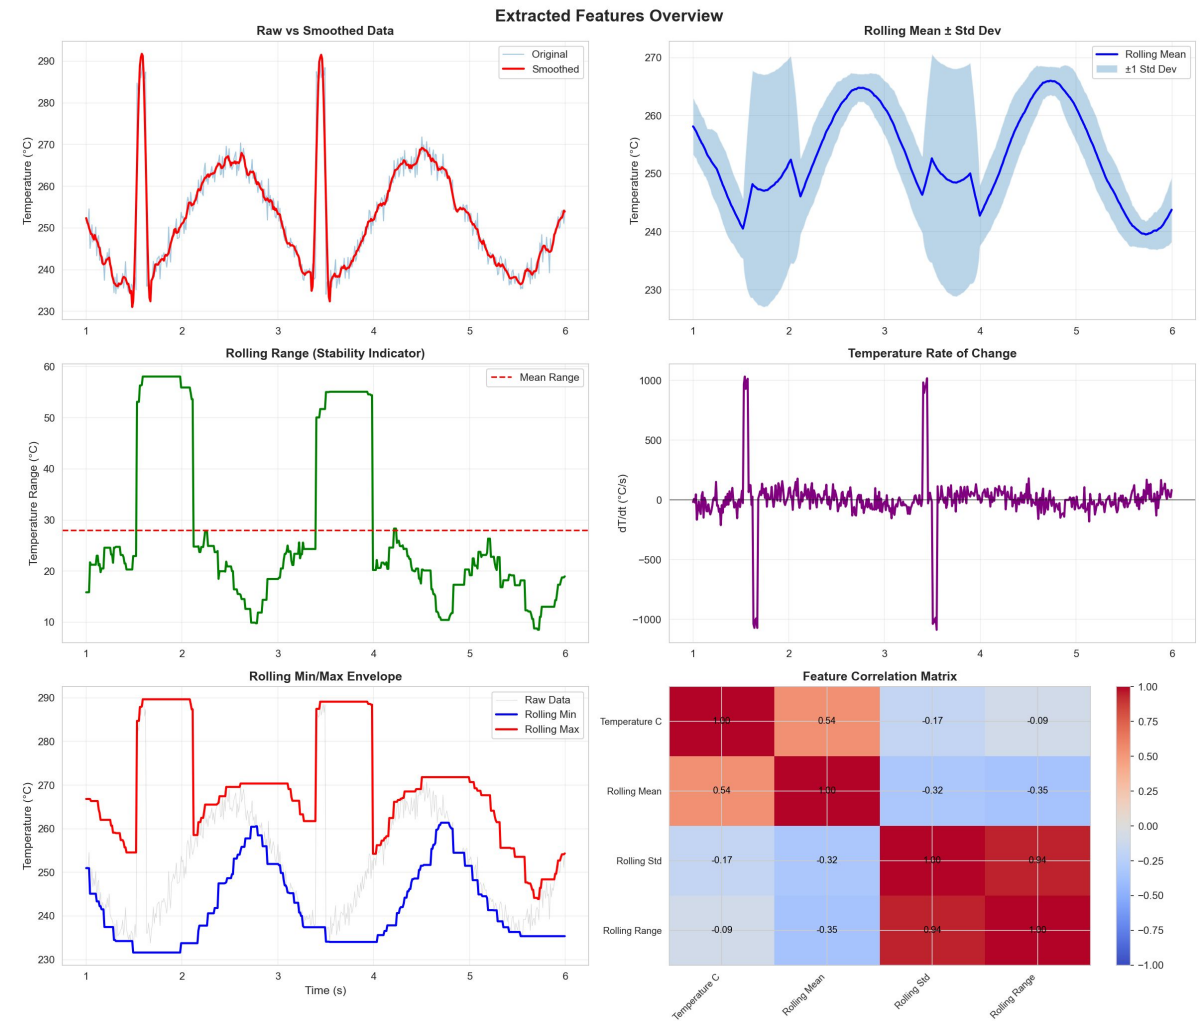 Extracted Features Overview
Raw vs Smoothed Data
Temperature (°C)
290
280
270
260
250
240
230
1 2 3 4 5 6
Original
Smoothed
Rolling Mean ± Std Dev
Temperature (°C)
270
260
250
240
230
1 2 3 4 5 6
Rolling Mean
±1 Std Dev
Rolling Range (Stability Indicator)
Temperature Range (°C)
60
50
40
30
20
10
1 2 3 4 5 6
Mean Range
Temperature Rate of Change
dT/dt (°C/s)
1000
500
0
−500
−1000
1 2 3 4 5 6
Rolling Min/Max Envelope
Temperature (°C)
290
280
270
260
250
240
230
1 2 3 4 5 6
Time (s)
Raw Data
Rolling Min
Rolling Max
Feature Correlation Matrix
Temperature C 1.00 0.54 -0.17 -0.09
Rolling Mean 0.54 1.00 -0.32 -0.35
Rolling Std -0.17 -0.32 1.00 0.94
Rolling Range -0.09 -0.35 0.94 1.00
Temperature C
Rolling Mean
Rolling Std
Rolling Range
1.00
0.75
0.50
0.25
0.00
−0.25
−0.50
−0.75
−1.00